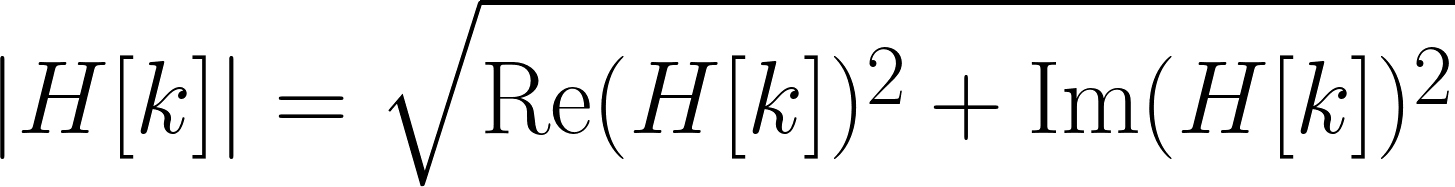 |H[k]| = √(Re(H[k])² + Im(H[k])²)